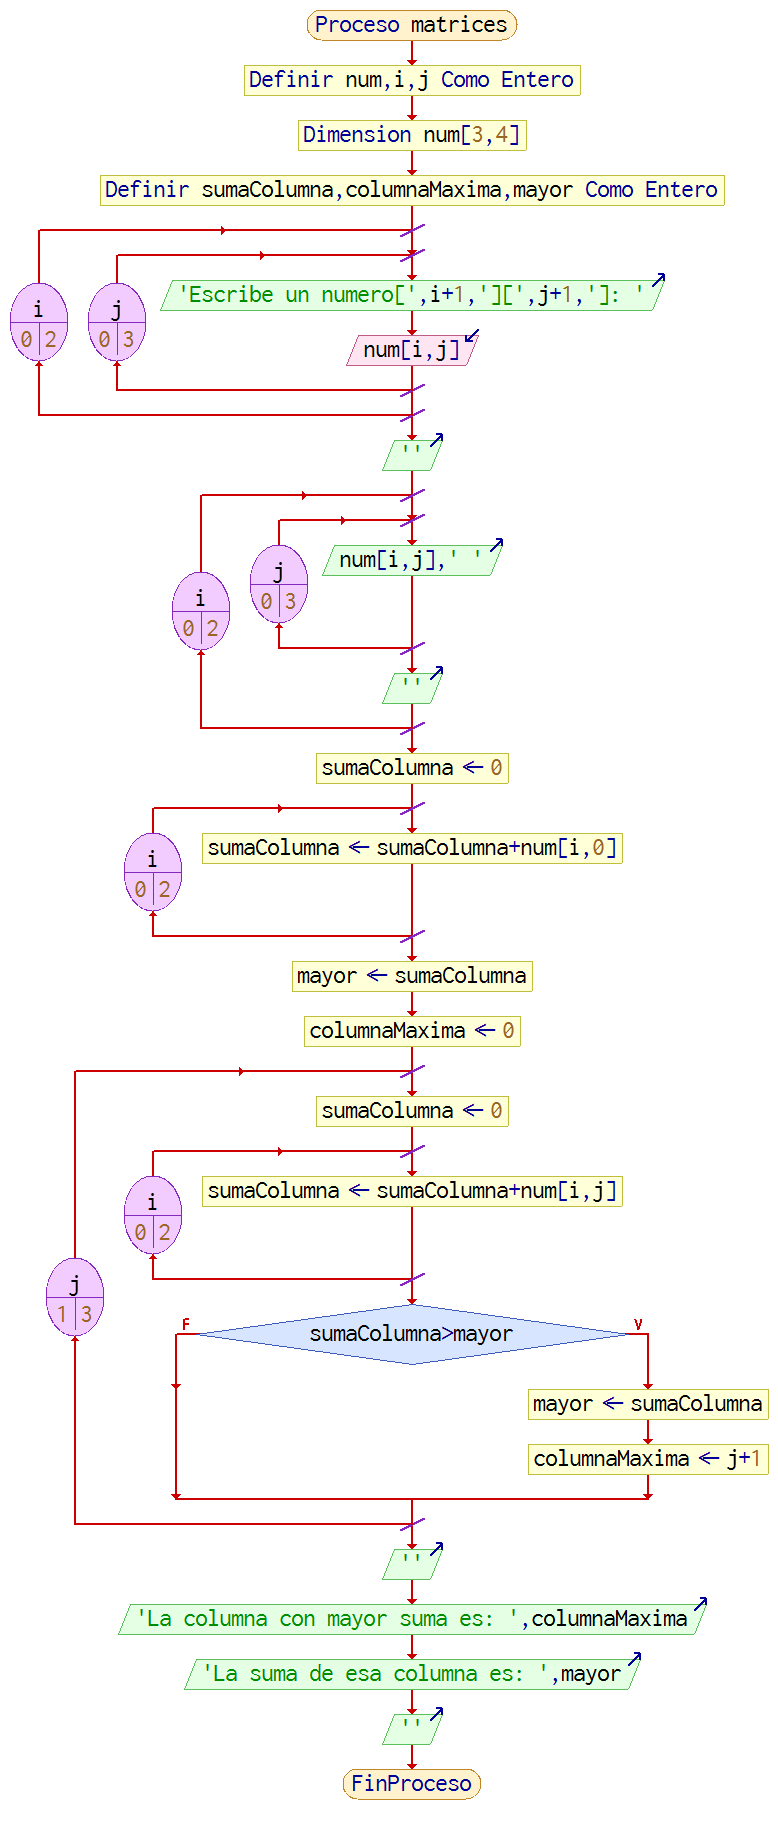 Proceso matrices
Definir num,i,j Como Entero
Dimension num[3,4]
Definir sumaColumna,columnaMaxima,mayor Como Entero
i
0 2
j
0 3
'Escribe un numero[',i+1,'][',j+1,']: '
num[i,j]
''
i
0 2
j
0 3
num[i,j],' '
''
sumaColumna ← 0
i
0 2
sumaColumna ← sumaColumna+num[i,0]
mayor ← sumaColumna
columnaMaxima ← 0
j
1 3
sumaColumna ← 0
i
0 2
sumaColumna ← sumaColumna+num[i,j]
F
sumaColumna>mayor
V
mayor ← sumaColumna
columnaMaxima ← j+1
''
'La columna con mayor suma es: ',columnaMaxima
'La suma de esa columna es: ',mayor
''
FinProceso